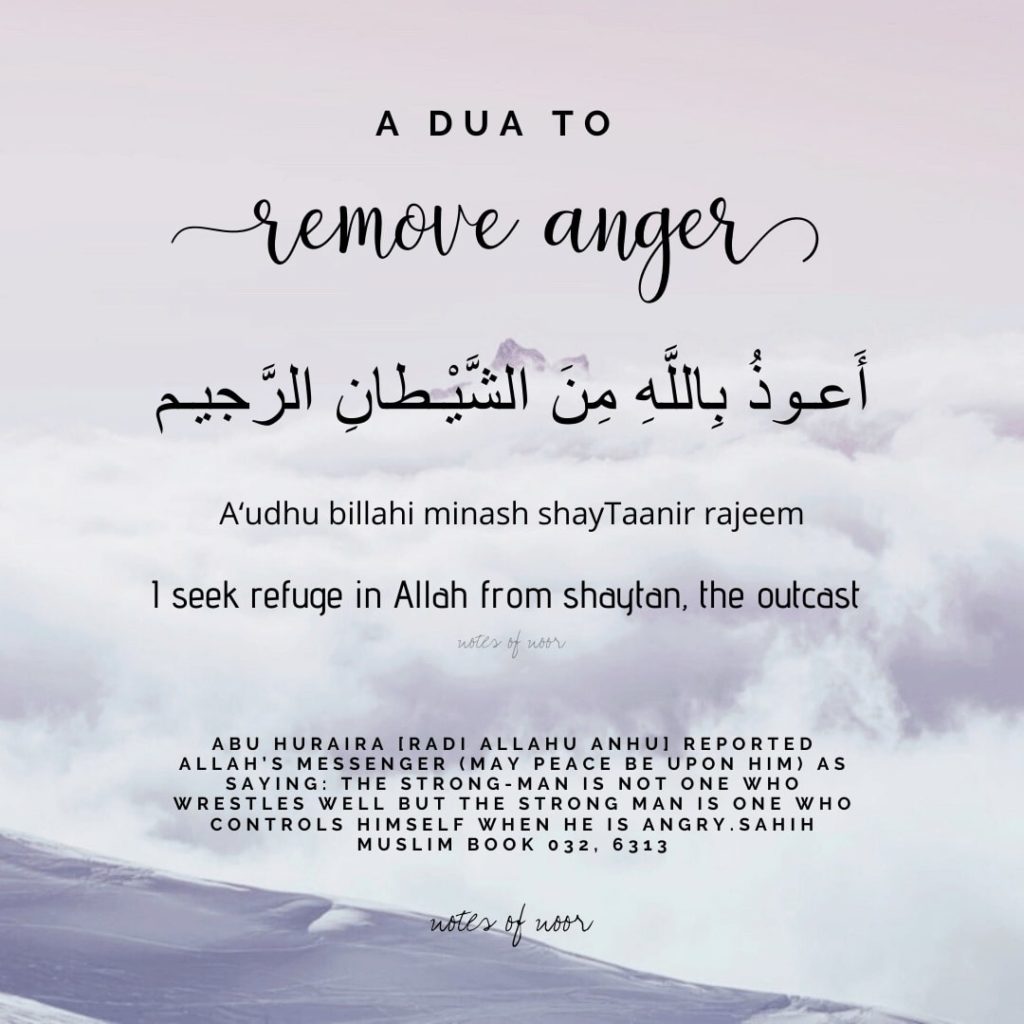 A DUA TO
remove anger
أَعـوذُ بِاللَّهِ مِنَ الشَّيْـطانِ الرَّجيـم
A‘udhu billahi minash shayTaanir rajeem
I seek refuge in Allah from shaytan, the outcast
notes of noor
ABU HURAIRA [RADI ALLAHU ANHU] REPORTED
ALLAH'S MESSENGER (MAY PEACE BE UPON HIM) AS
SAYING: THE STRONG-MAN IS NOT ONE WHO
WRESTLES WELL BUT THE STRONG MAN IS ONE WHO
CONTROLS HIMSELF WHEN HE IS ANGRY.SAHIH
MUSLIM BOOK 032, 6313
notes of noor